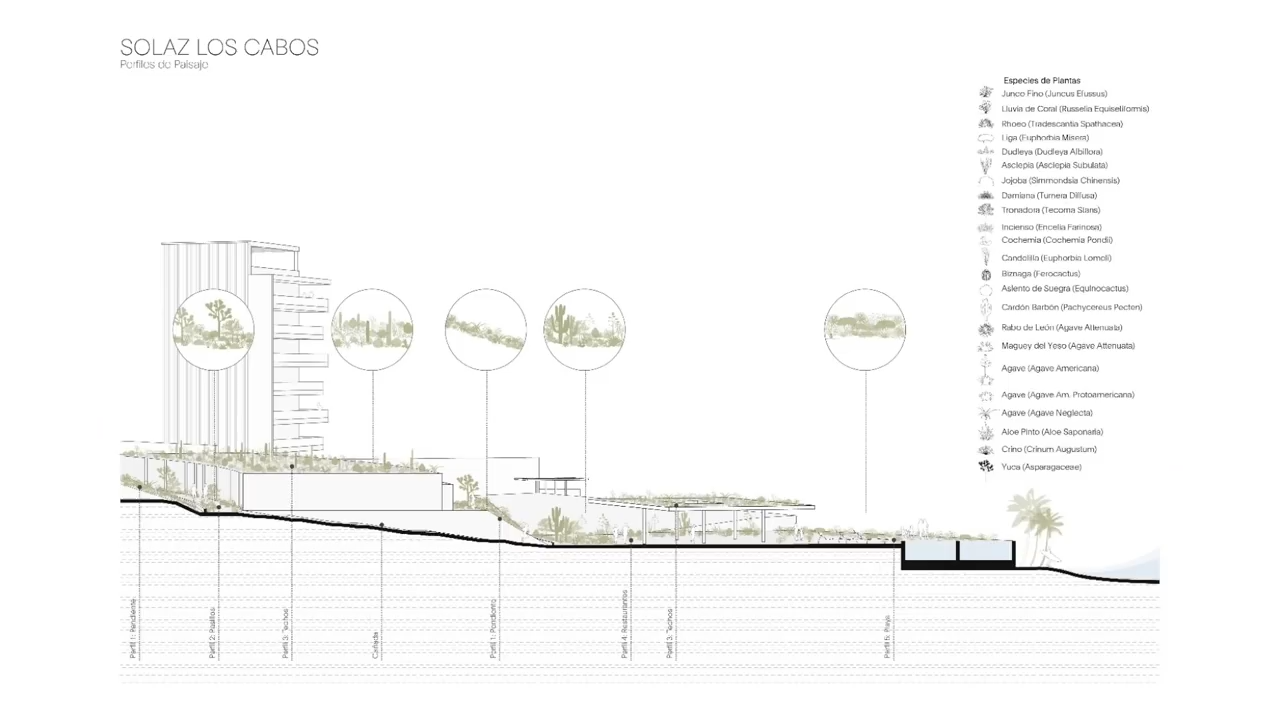 SOLAZ LOS CABOS
Perfiles de Paisaje
Especies de Plantas
Junco Fino (Juncus Efussus)
Lluvia de Coral (Russelia Equisetiformis)
Rhoeo (Tradescantia Spathacea)
Liga (Euphorbia Misera)
Dudleya (Dudleya Albiflora)
Asclepia (Asclepia Subulata)
Jojoba (Simmondsia Chinensis)
Damiana (Turnera Diffusa)
Tronadora (Tecoma Stans)
Incienso (Encelia Farinosa)
Cochemia (Cochemia Pondii)
Candelilla (Euphorbia Lomeli)
Biznaga (Ferocactus)
Asiento de Suegra (Equinocactus)
Cardón Barbón (Pachycereus Pecten)
Rabo de León (Agave Attenuata)
Maguey del Yeso (Agave Attenuata)
Agave (Agave Americana)
Agave (Agave Am. Protoamericana)
Agave (Agave Neglecta)
Aloe Pinto (Aloe Saponaria)
Crino (Crinum Augustum)
Yuca (Asparagaceae)
Perfil 1: Pendiente
Perfil 2: Pasillos
Perfil 3: Techos
Cañada
Perfil 1: Pendiente
Perfil 4: Restaurantes
Perfil 3: Techos
Perfil 5: Playa